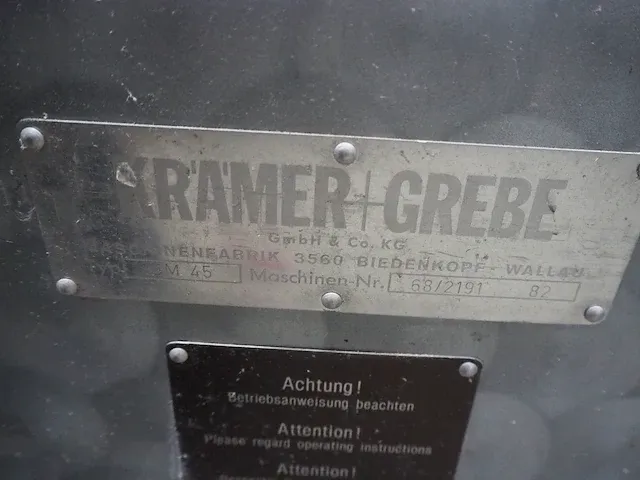 KRÄMER+GREBE
GmbH & Co. KG
3560 BIEDENKOPF - WALLAU
M 45 Maschinen-Nr. 68/2191 82
Achtung!
Betriebsanweisung beachten
Attention!
Please regard operating instructions
Attention!